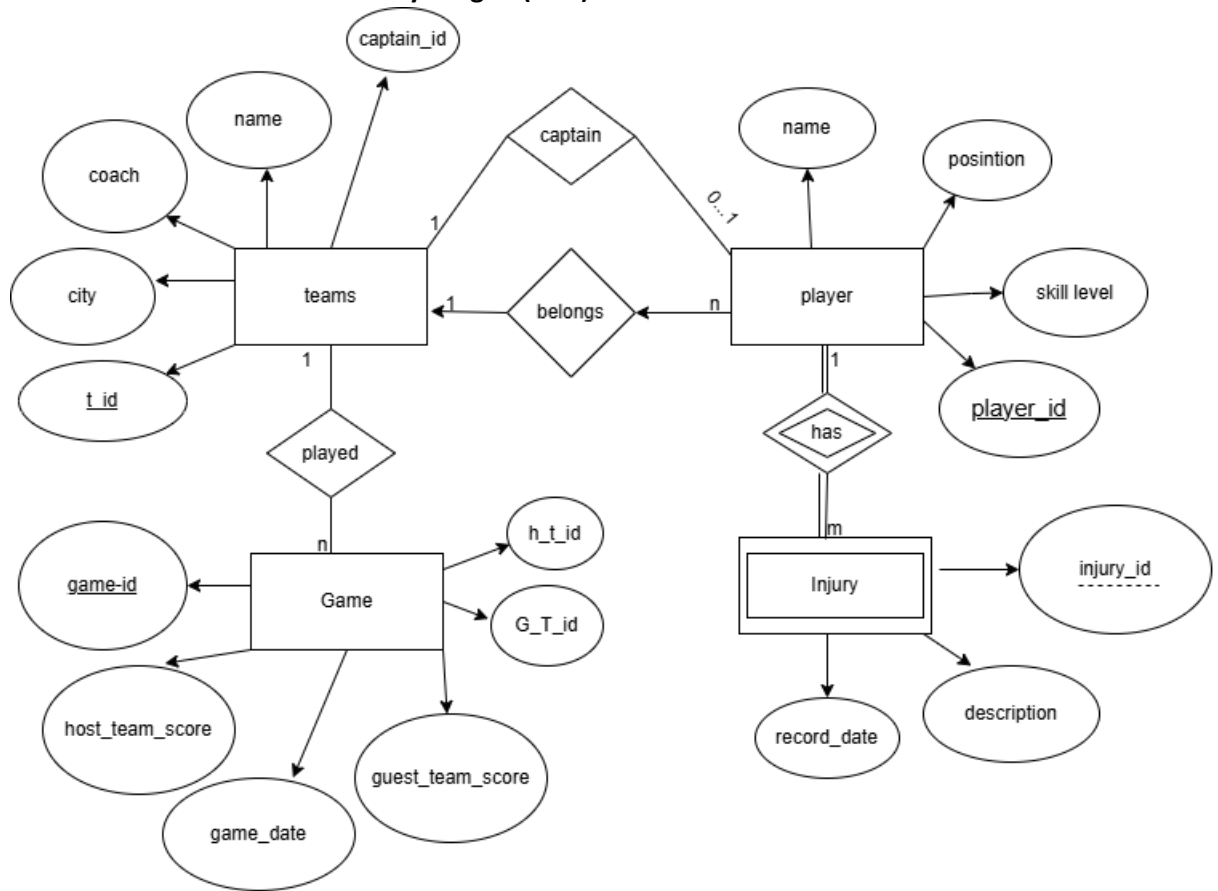 captain_id
name
captain
name
coach
posintion
1
0...1
city
teams
1
belongs
n
player
skill level
t_id
1
1
player_id
played
has
n
h_t_id
m
game-id
Game
G_T_id
Injury
injury_id
host_team_score
guest_team_score
record_date
description
game_date